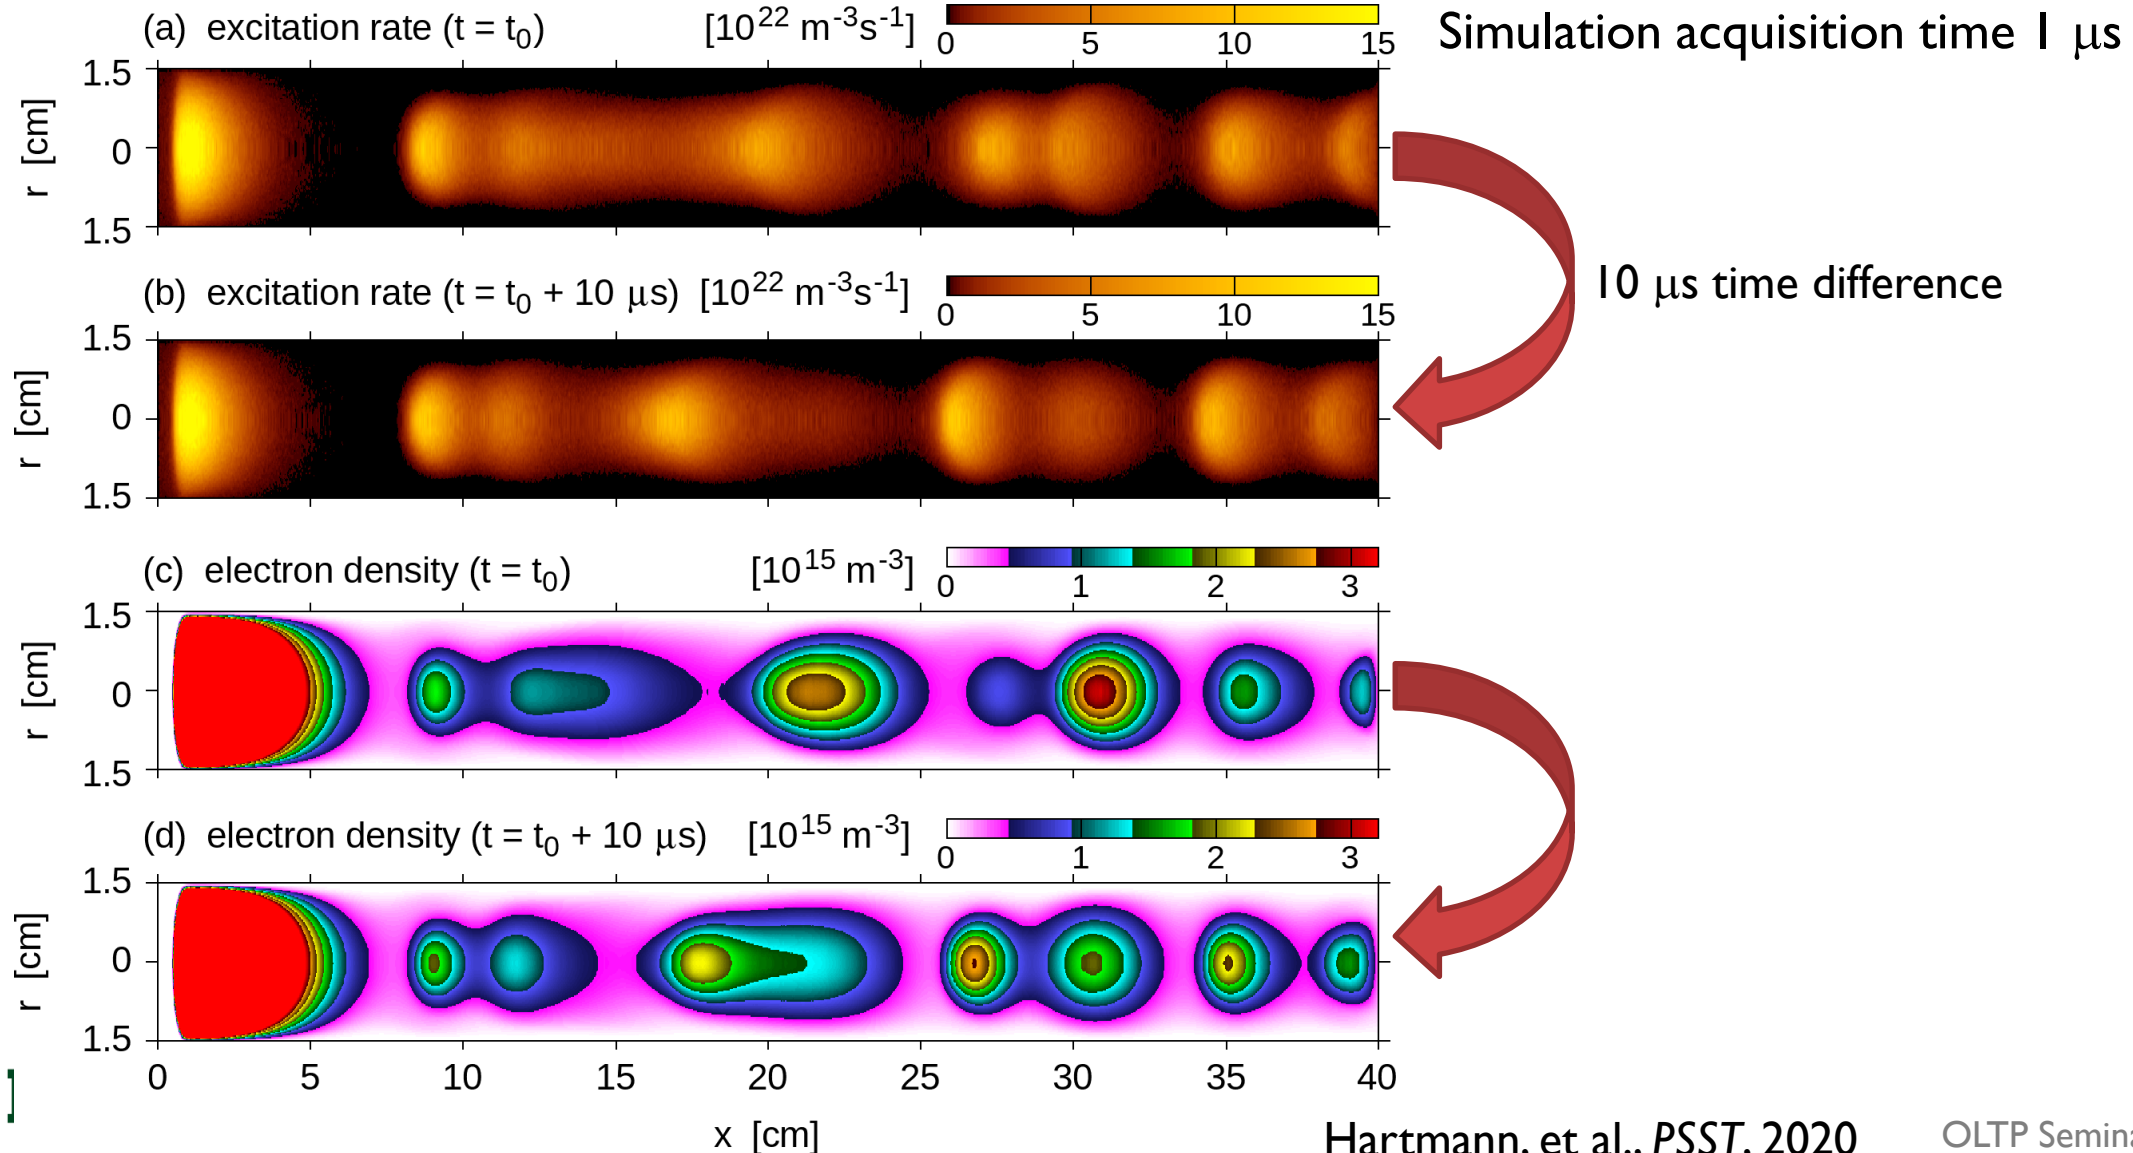 (a) excitation rate (t = t0) [10^22 m^-3s^-1]
0 5 10 15
Simulation acquisition time 1 μs
1.5
0
1.5
r [cm]
10 μs time difference
(b) excitation rate (t = t0 + 10 μs) [10^22 m^-3s^-1]
0 5 10 15
1.5
0
1.5
r [cm]
(c) electron density (t = t0) [10^15 m^-3]
0 1 2 3
1.5
0
1.5
r [cm]
(d) electron density (t = t0 + 10 μs) [10^15 m^-3]
0 1 2 3
1.5
0
1.5
r [cm]
0 5 10 15 20 25 30 35 40
x [cm]
]
Hartmann, et al., PSST, 2020
OLTP Semina